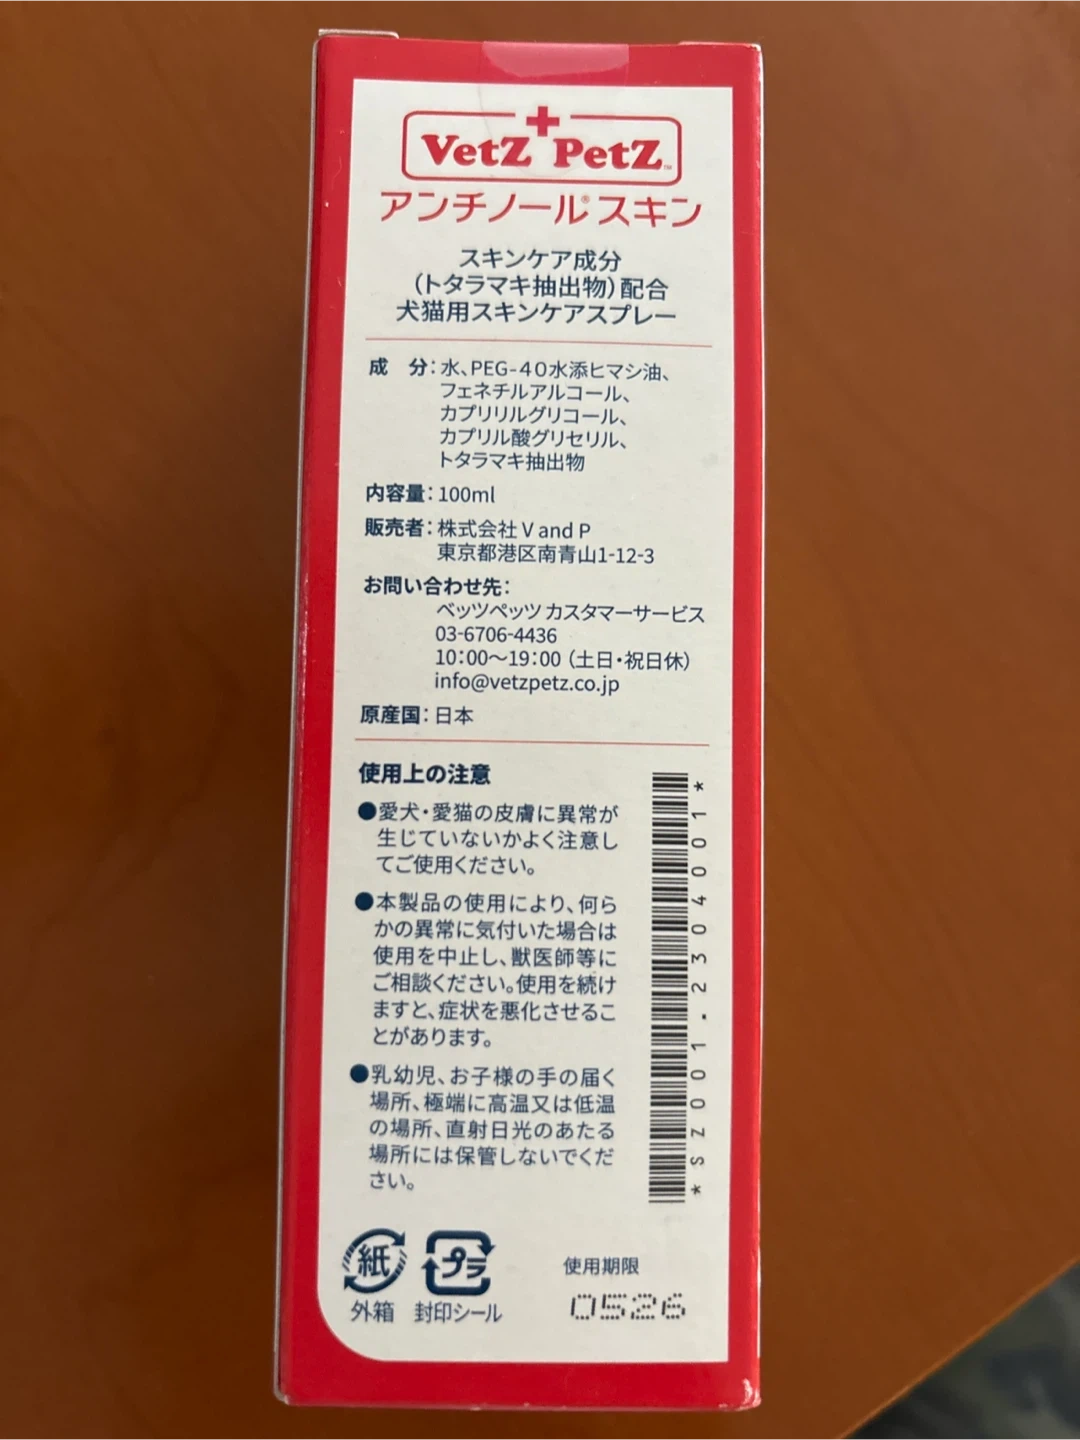 VetZ PetZ™
アンチノール®スキン
スキンケア成分
(トタラマキ抽出物)配合
犬猫用スキンケアスプレー
成 分:水、PEG-40水添ヒマシ油、
フェネチルアルコール、
カプリリルグリコール、
カプリル酸グリセリル、
トタラマキ抽出物
内容量:100ml
販売者:株式会社 V and P
東京都港区南青山1-12-3
お問い合わせ先:
ベッツペッツ カスタマーサービス
03-6706-4436
10:00〜19:00 (土日・祝日休)
info@vetzpetz.co.jp
原産国:日本
使用上の注意
●愛犬・愛猫の皮膚に異常が
生じていないかよく注意し
てご使用ください。
●本製品の使用により、何ら
かの異常に気付いた場合は
使用を中止し、獣医師等に
ご相談ください。使用を続け
ますと、症状を悪化させるこ
とがあります。
●乳幼児、お子様の手の届く
場所、極端に高温又は低温
の場所、直射日光のあたる
場所には保管しないでくだ
さい。
*SZ001.2304001*
紙
外箱
プラ
封印シール
使用期限
0526